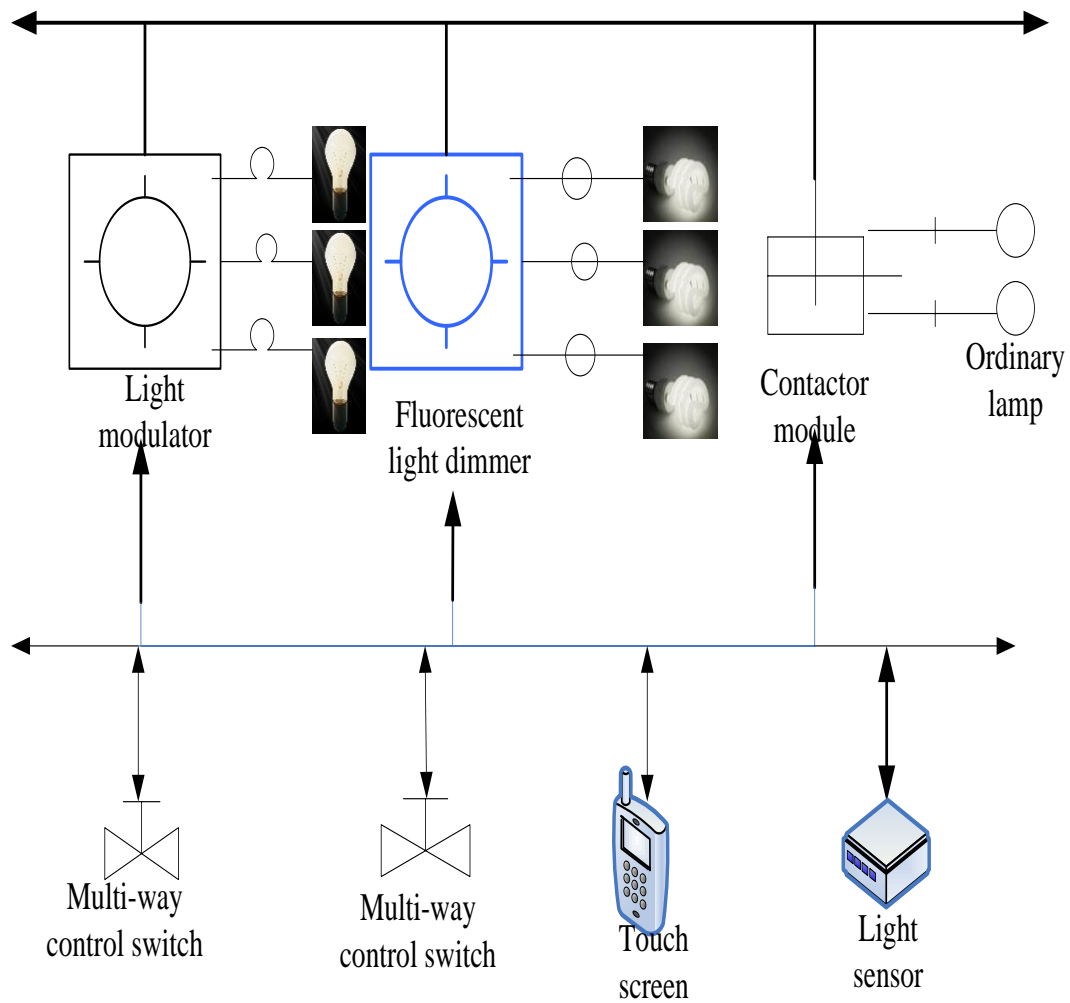 Light
modulator
Fluorescent
light dimmer
Contactor
module
Ordinary
lamp
Multi-way
control switch
Multi-way
control switch
Touch
screen
Light
sensor